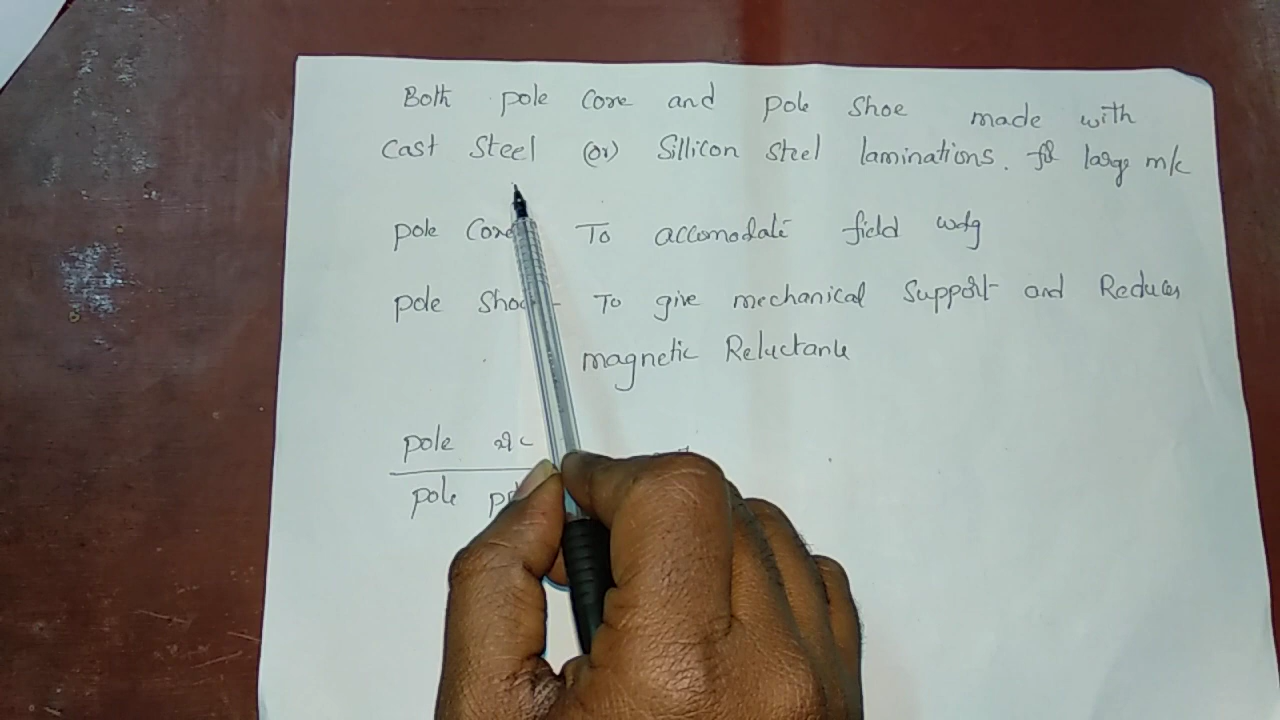 Both pole core and pole shoe made with
cast steel (or) Sillicon steel laminations. for large m/c
pole core To accomodate field wdg
pole shoe - To give mechanical support and Reduces
magnetic Reluctance
pole arc
pole